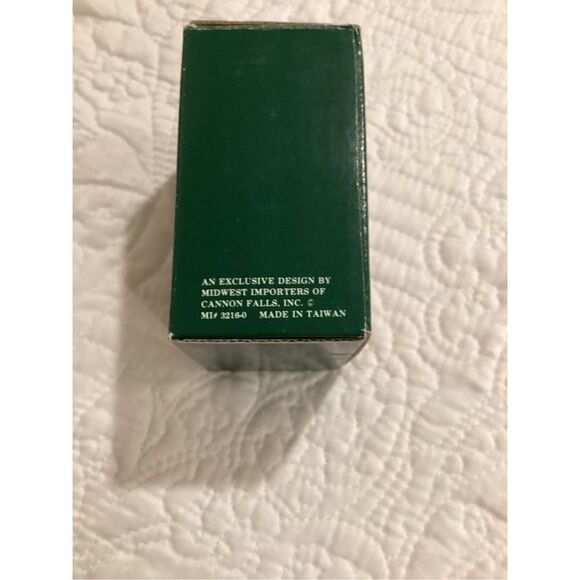 AN EXCLUSIVE DESIGN BY
MIDWEST IMPORTERS OF
CANNON FALLS, INC. ©
MI# 3216-0 MADE IN TAIWAN